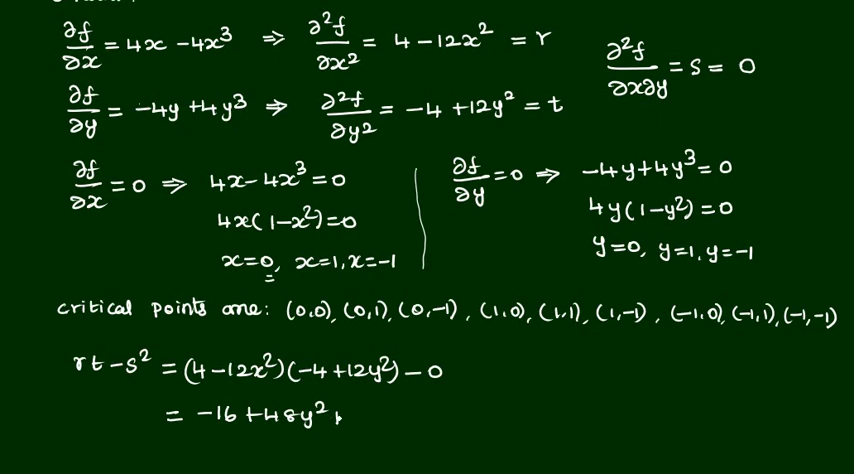 ∂f/∂x = 4x - 4x³ ⇒ ∂²f/∂x² = 4 - 12x² = r
∂²f/∂x∂y = s = 0
∂f/∂y = -4y + 4y³ ⇒ ∂²f/∂y² = -4 + 12y² = t
∂f/∂x = 0 ⇒ 4x - 4x³ = 0
4x(1-x²) = 0
x=0, x=1, x=-1
∂f/∂y = 0 ⇒ -4y + 4y³ = 0
4y(1-y²) = 0
y=0, y=1, y=-1
critical points are: (0,0), (0,1), (0,-1), (1,0), (1,1), (1,-1), (-1,0), (-1,1), (-1,-1)
rt - s² = (4-12x²)(-4+12y²) - 0
= -16 + 48y²